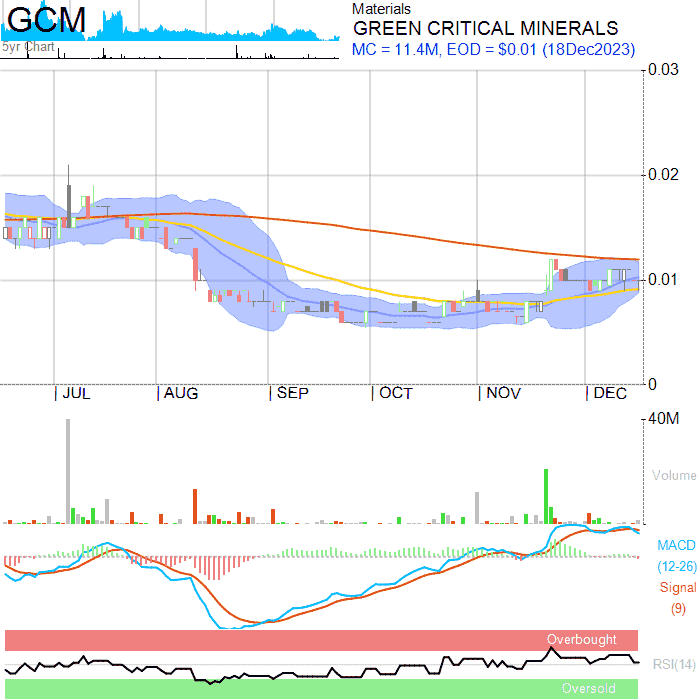 GCM
5yr Chart
Materials
GREEN CRITICAL MINERALS
MC = 11.4M, EOD = $0.01 (18Dec2023)
0.03
0.02
0.01
0
JUL
AUG
SEP
OCT
NOV
DEC
40M
Volume
MACD
(12-26)
Signal
(9)
Overbought
RSI(14)
Oversold